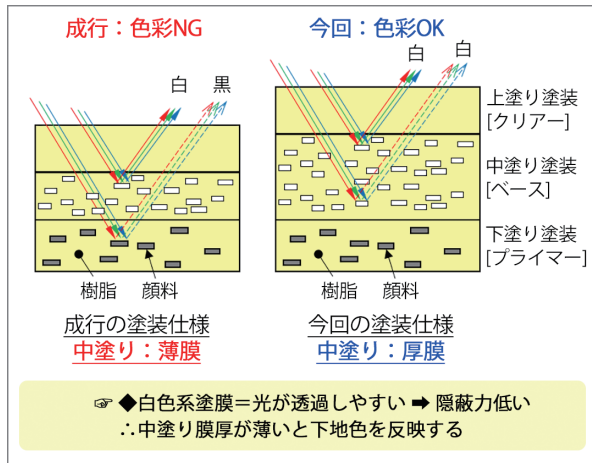 成行：色彩NG
今回：色彩OK
白
黒
白
白
上塗り塗装
[クリアー]
中塗り塗装
[ベース]
下塗り塗装
[プライマー]
樹脂
顔料
樹脂
顔料
成行の塗装仕様
中塗り：薄膜
今回の塗装仕様
中塗り：厚膜
☞ ◆白色系塗膜＝光が透過しやすい ➡ 隠蔽力低い
∴中塗り膜厚が薄いと下地色を反映する